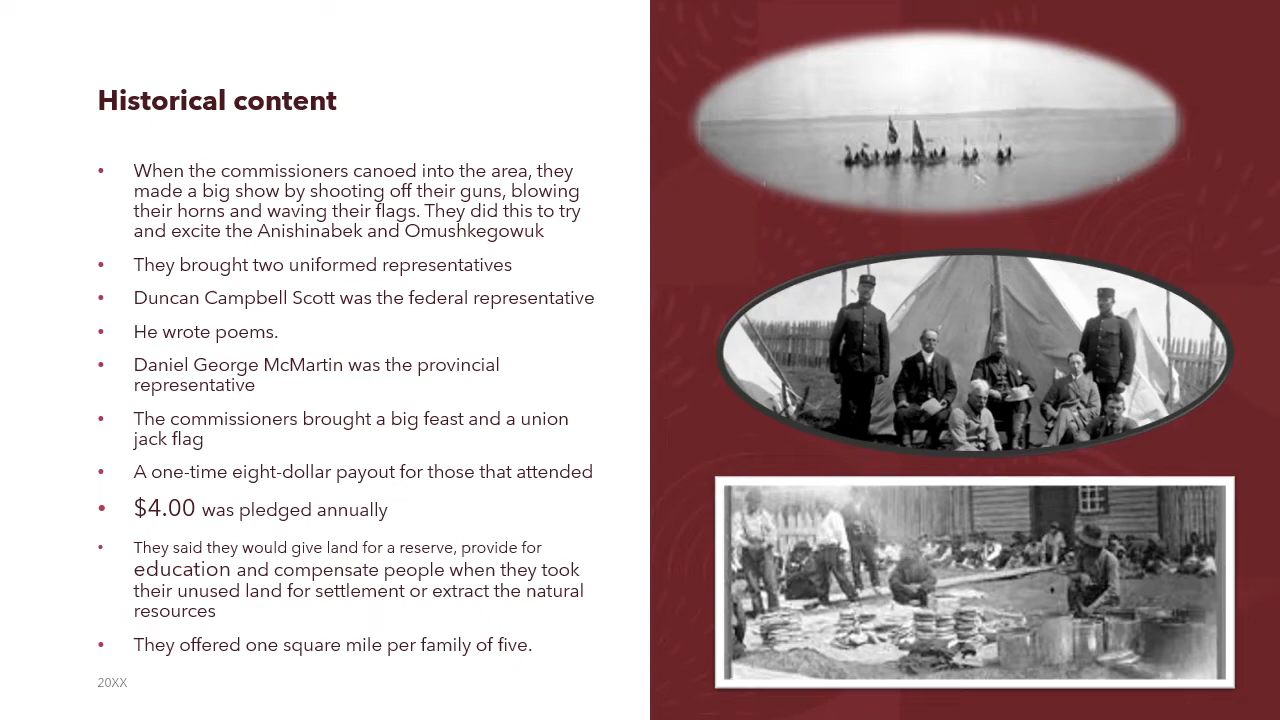 Historical content
• When the commissioners canoed into the area, they
made a big show by shooting off their guns, blowing
their horns and waving their flags. They did this to try
and excite the Anishinabek and Omushkegowuk
• They brought two uniformed representatives
• Duncan Campbell Scott was the federal representative
• He wrote poems.
• Daniel George McMartin was the provincial
representative
• The commissioners brought a big feast and a union
jack flag
• A one-time eight-dollar payout for those that attended
• $4.00 was pledged annually
• They said they would give land for a reserve, provide for
education and compensate people when they took
their unused land for settlement or extract the natural
resources
• They offered one square mile per family of five.
20XX